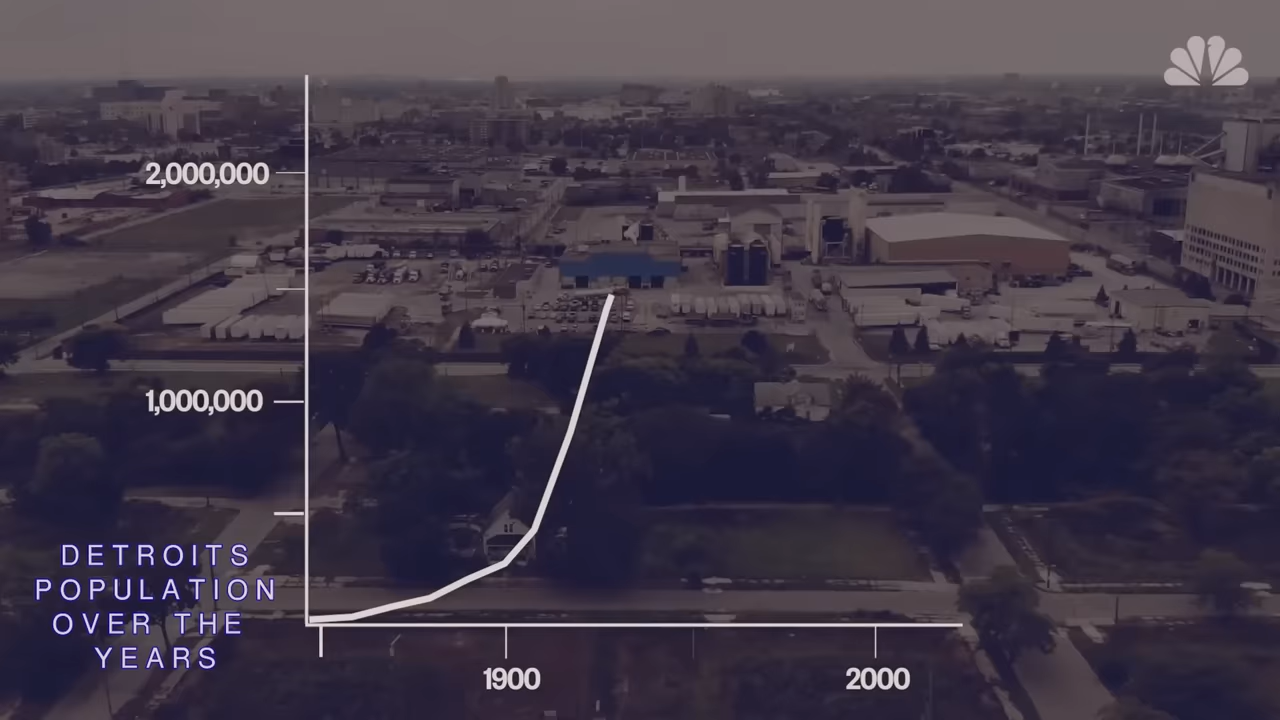 2,000,000
1,000,000
DETROITS
POPULATION
OVER THE
YEARS
1900
2000